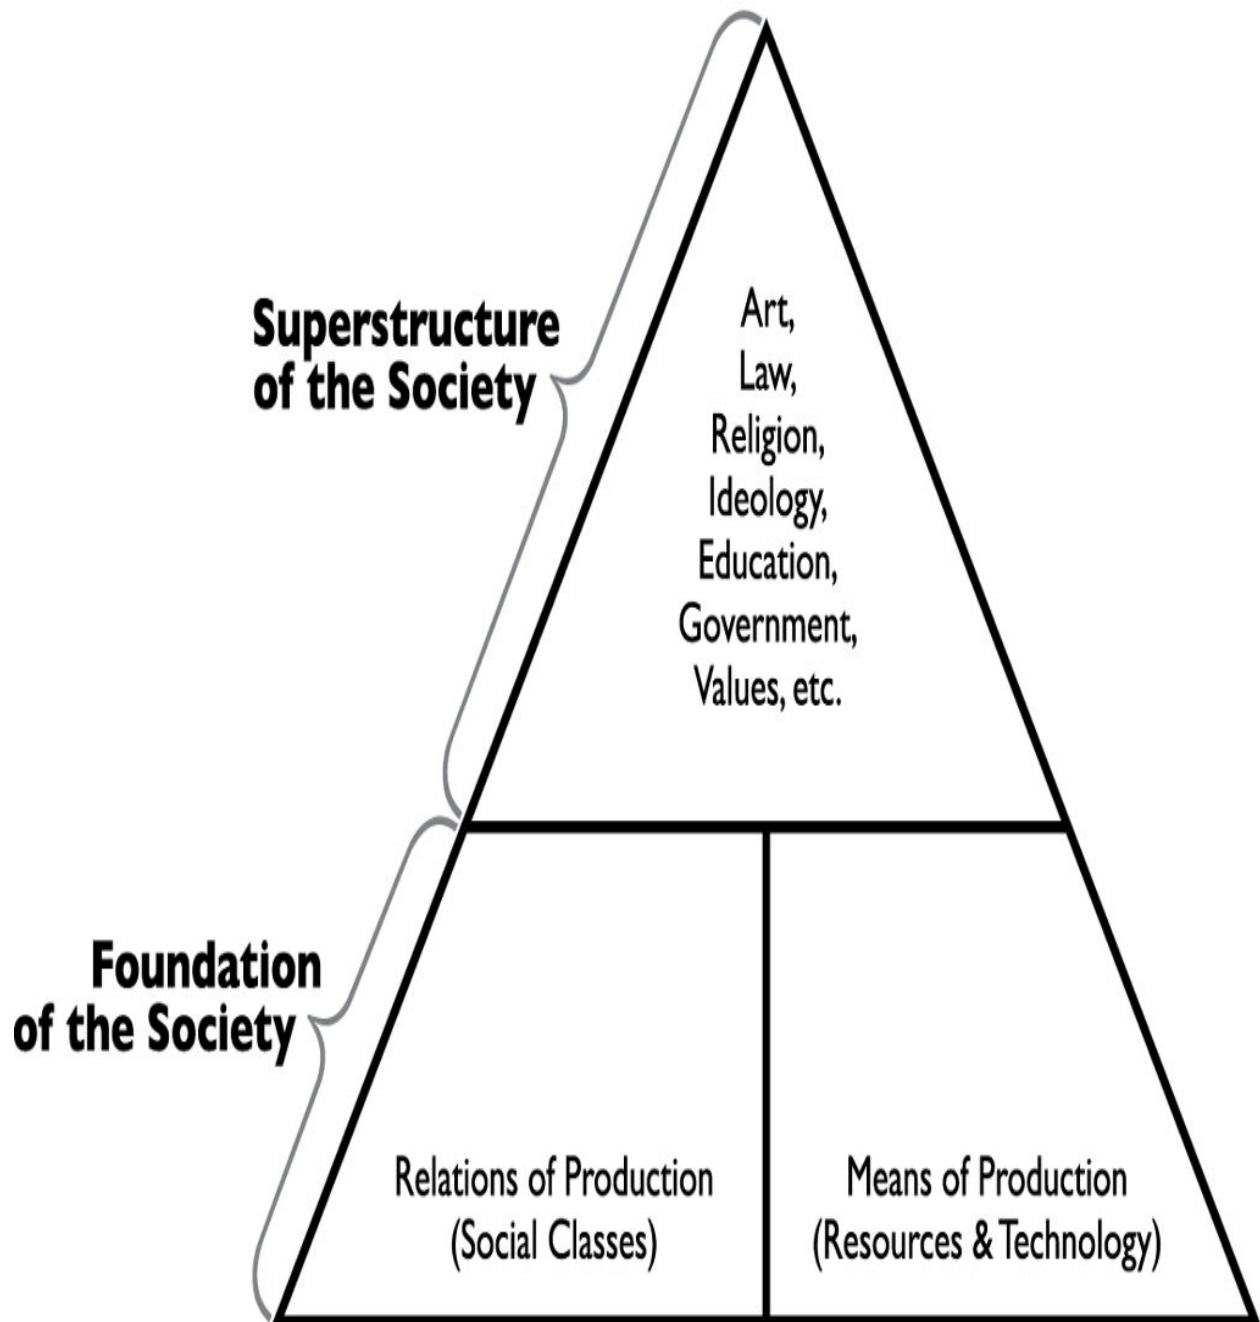 Superstructure
of the Society
Art,
Law,
Religion,
Ideology,
Education,
Government,
Values, etc.
Foundation
of the Society
Relations of Production
(Social Classes)
Means of Production
(Resources & Technology)